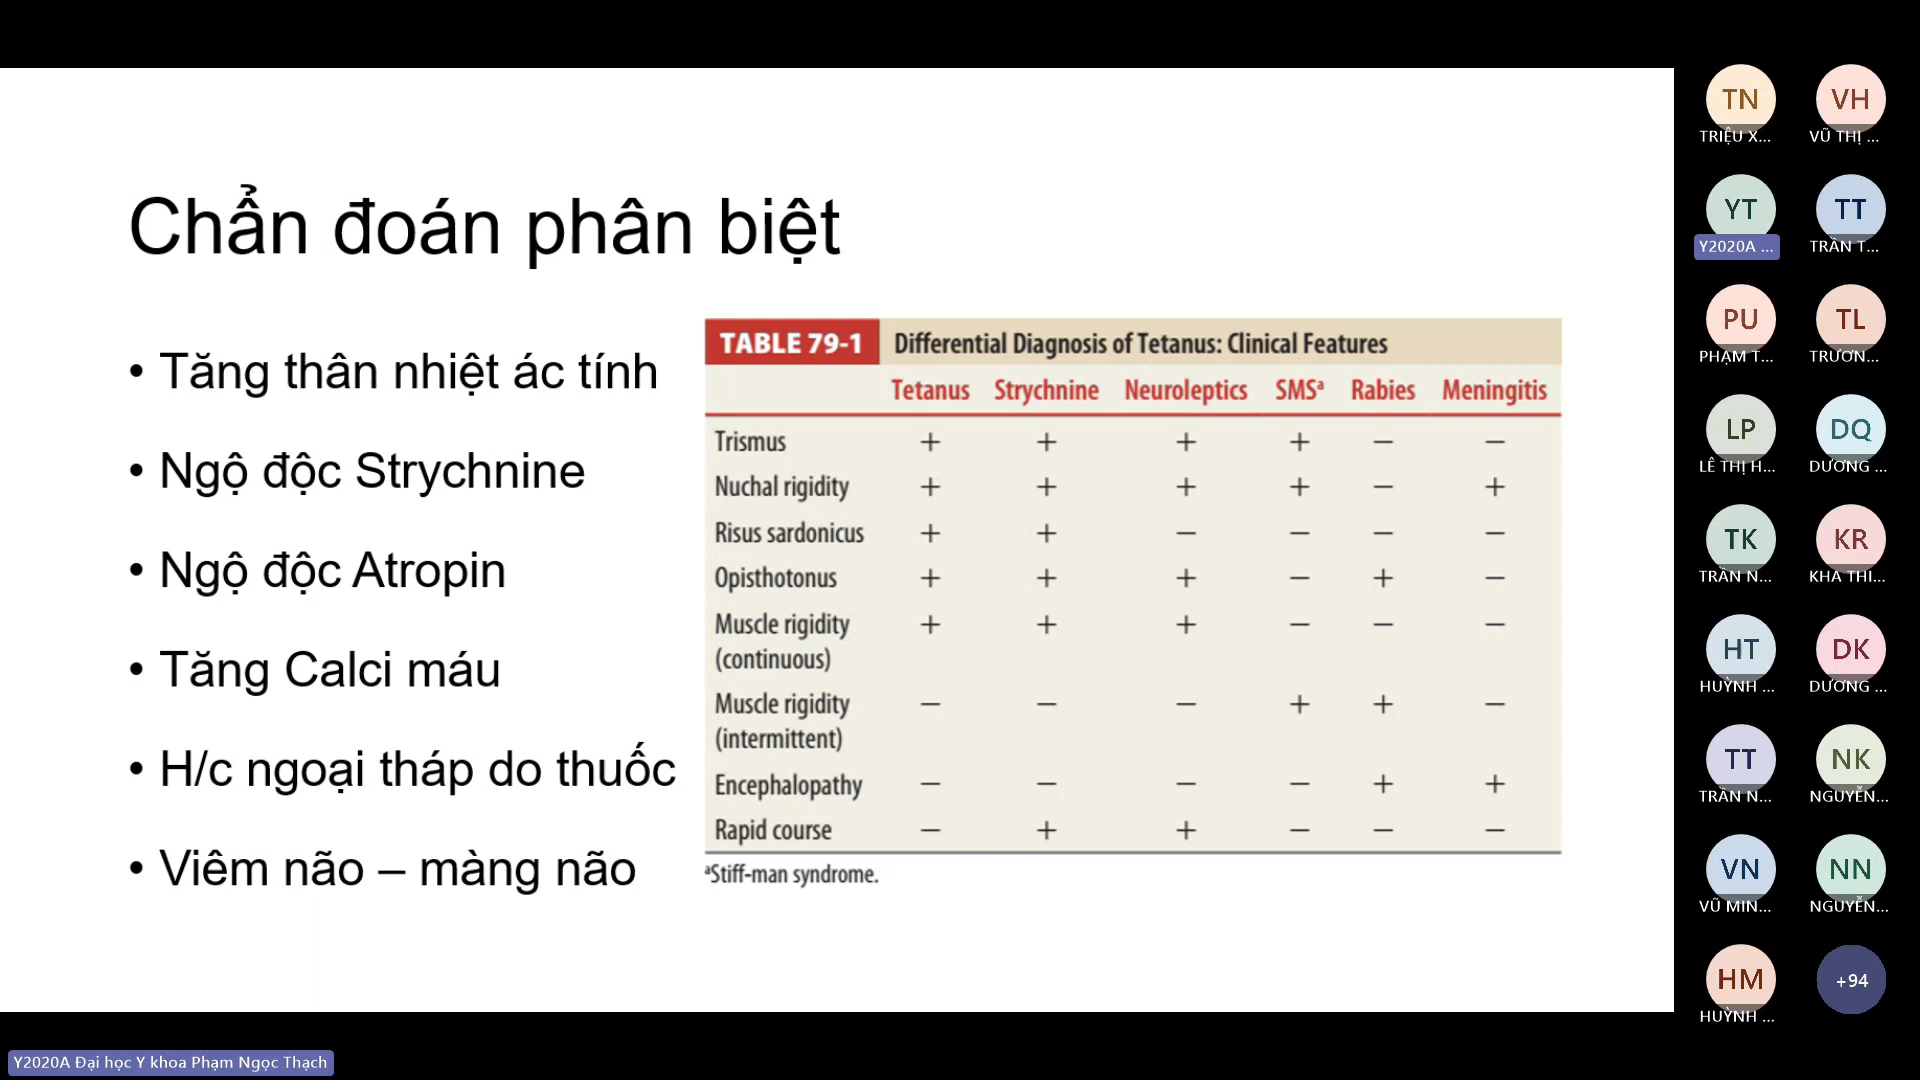 Chẩn đoán phân biệt
• Tăng thân nhiệt ác tính
• Ngộ độc Strychnine
• Ngộ độc Atropin
• Tăng Calci máu
• H/c ngoại tháp do thuốc
• Viêm não – màng não
TABLE 79-1 Differential Diagnosis of Tetanus: Clinical Features
Tetanus Strychnine Neuroleptics SMSᵃ Rabies Meningitis
Trismus + + + + − −
Nuchal rigidity + + + + − +
Risus sardonicus + + − − − −
Opisthotonus + + + − + −
Muscle rigidity + + + − − −
(continuous)
Muscle rigidity − − − + + −
(intermittent)
Encephalopathy − − − − + +
Rapid course − + + − − −
ᵃStiff-man syndrome.
TN VH
TRIỆU X... VŨ THỊ ...
YT TT
Y2020A ... TRẦN T...
PU TL
PHẠM T... TRƯƠN...
LP DQ
LÊ THỊ H... DƯƠNG ...
TK KR
TRẦN N... KHA THI...
HT DK
HUỲNH ... DƯƠNG ...
TT NK
TRẦN N... NGUYỄN...
VN NN
VŨ MIN... NGUYỄN...
HM +94
HUỲNH ...
Y2020A Đại học Y khoa Phạm Ngọc Thạch